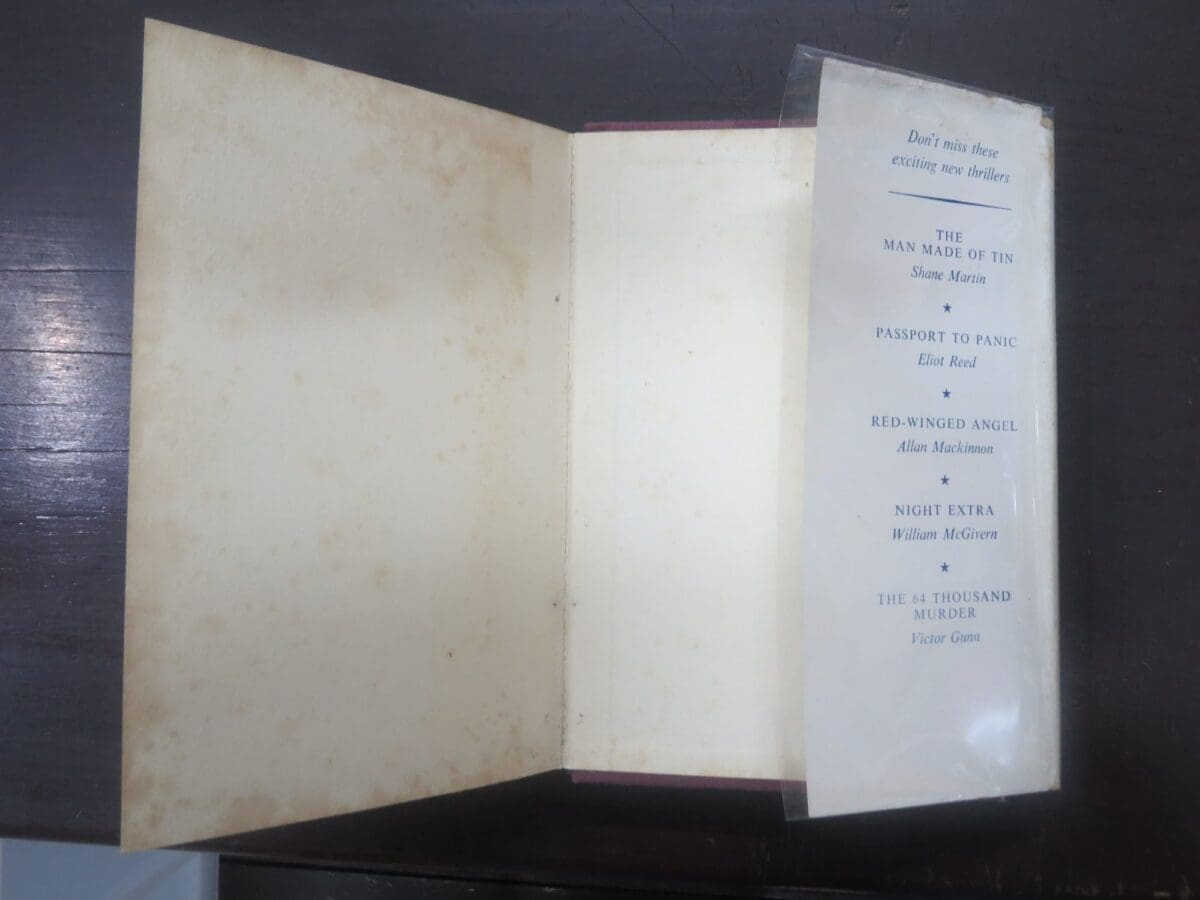 Don't miss these
exciting new thrillers
THE
MAN MADE OF TIN
Shane Martin
★
PASSPORT TO PANIC
Eliot Reed
★
RED-WINGED ANGEL
Allan Mackinnon
★
NIGHT EXTRA
William McGivern
★
THE 64 THOUSAND
MURDER
Victor Gunn